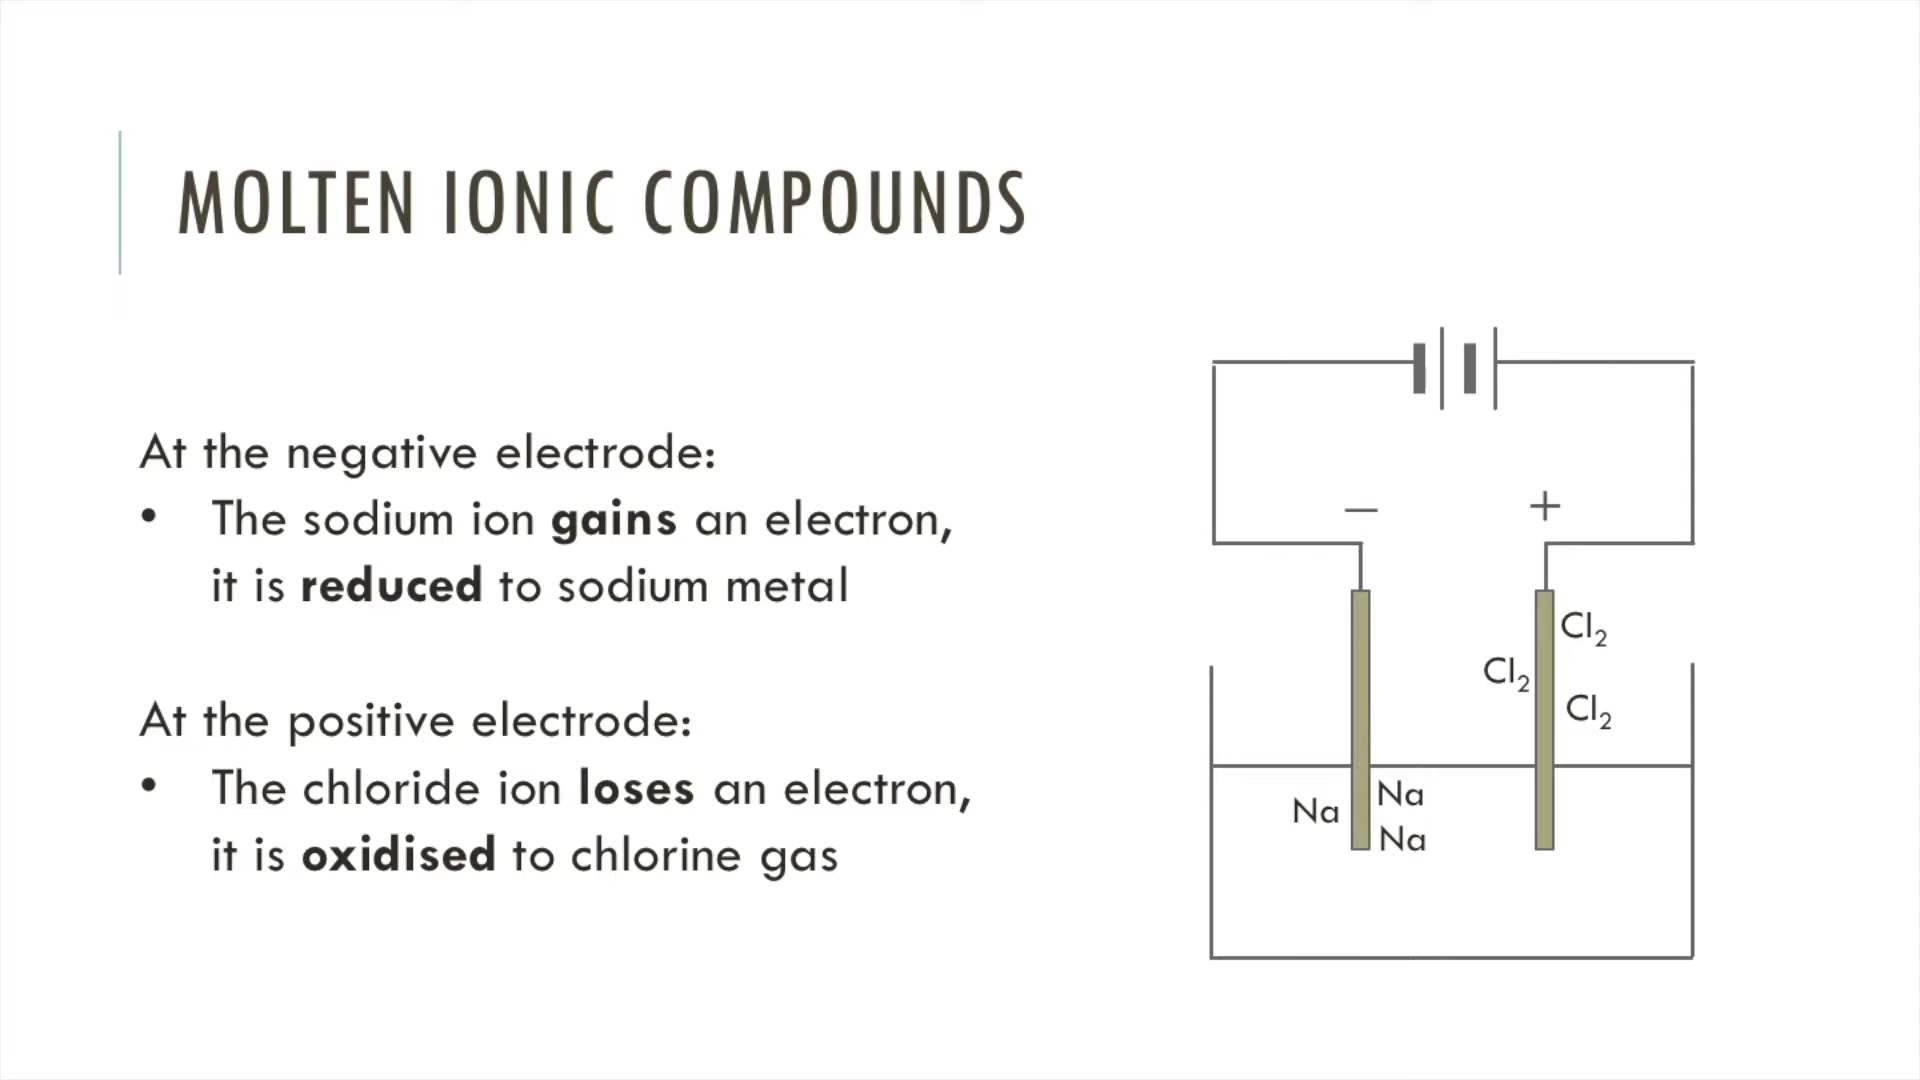 MOLTEN IONIC COMPOUNDS
At the negative electrode:
• The sodium ion gains an electron,
it is reduced to sodium metal
At the positive electrode:
• The chloride ion loses an electron,
it is oxidised to chlorine gas
— +
Cl₂
Cl₂
Cl₂
Na
Na
Na